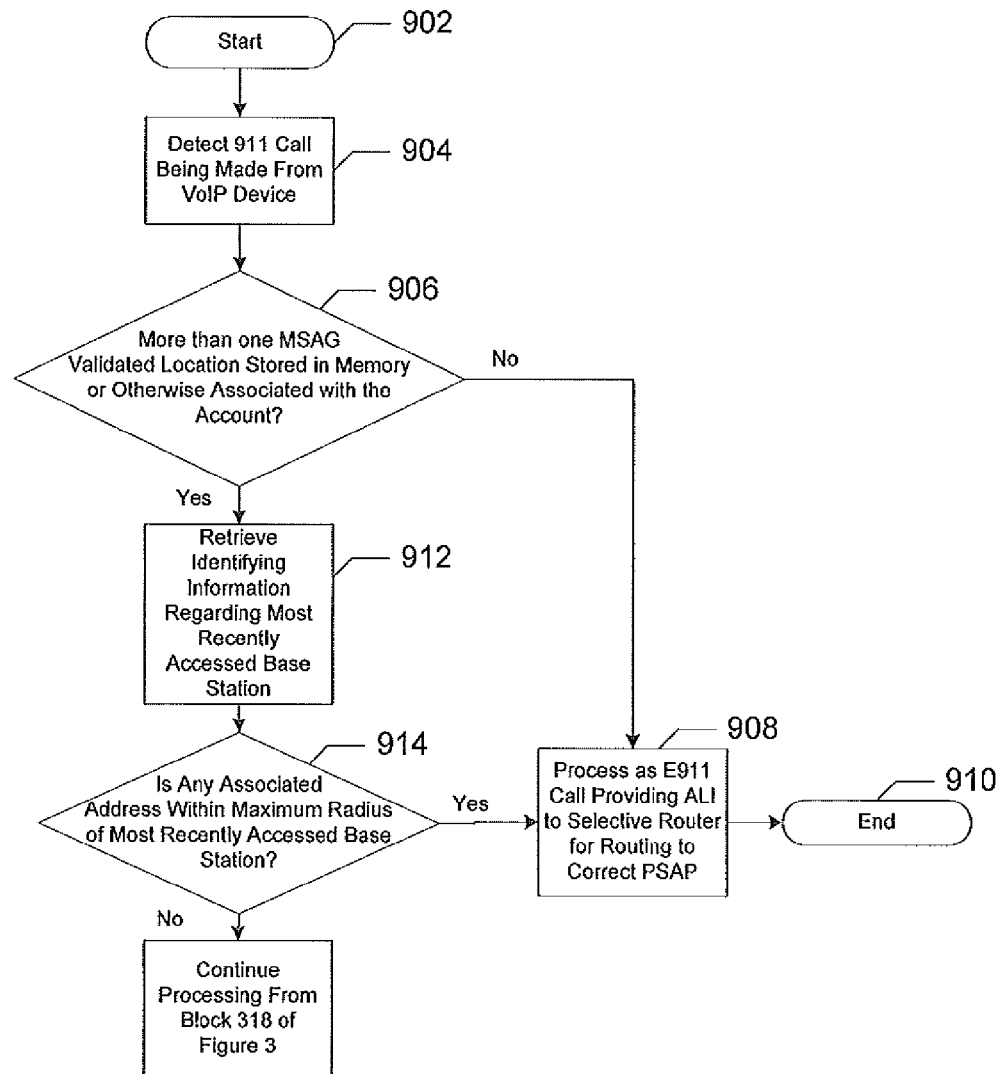 Start
902
Detect 911 Call
Being Made From
VoIP Device
904
906
More than one MSAG
Validated Location Stored in Memory
or Otherwise Associated with the
Account?
No
Yes
Retrieve
Identifying
Information
Regarding Most
Recently
Accessed Base
Station
912
914
Is Any Associated
Address Within Maximum Radius
of Most Recently Accessed Base
Station?
Yes
908
Process as E911
Call Providing ALI
to Selective Router
for Routing to
Correct PSAP
910
End
No
Continue
Processing From
Block 318 of
Figure 3